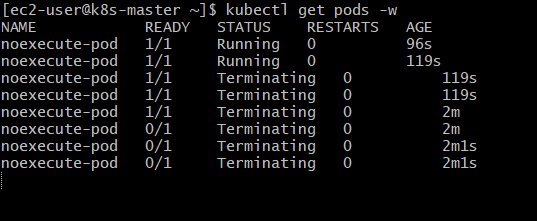 [ec2-user@k8s-master ~]$ kubectl get pods -w
NAME READY STATUS RESTARTS AGE
noexecute-pod 1/1 Running 0 96s
noexecute-pod 1/1 Running 0 119s
noexecute-pod 1/1 Terminating 0 119s
noexecute-pod 1/1 Terminating 0 119s
noexecute-pod 1/1 Terminating 0 2m
noexecute-pod 0/1 Terminating 0 2m
noexecute-pod 0/1 Terminating 0 2m1s
noexecute-pod 0/1 Terminating 0 2m1s